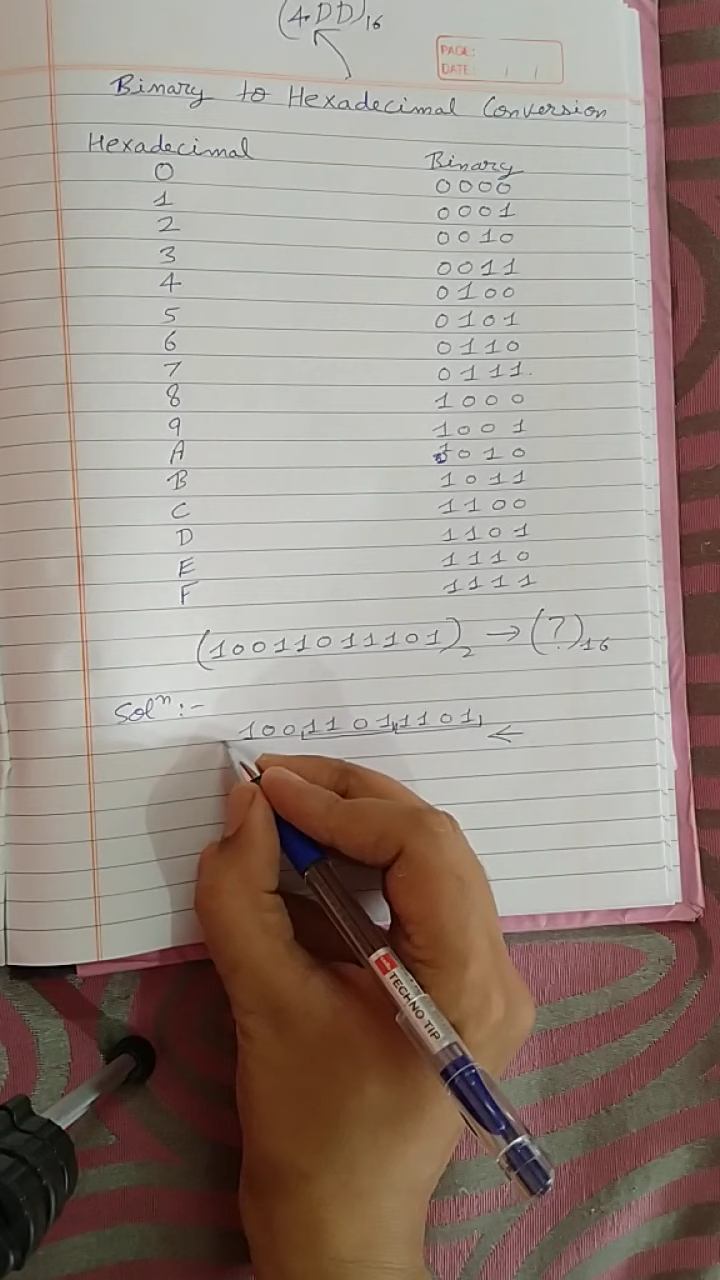 (4DD)16
PAGE:
DATE: / /
Binary to Hexadecimal Conversion
Hexadecimal Binary
0 0000
1 0001
2 0010
3 0011
4 0100
5 0101
6 0110
7 0111.
8 1000
9 1001
A 1010
B 1011
C 1100
D 1101
E 1110
F 1111
(10011011101)2 → (?)16
Solⁿ :-
100,1101,1101, ←
TECHNO TIP